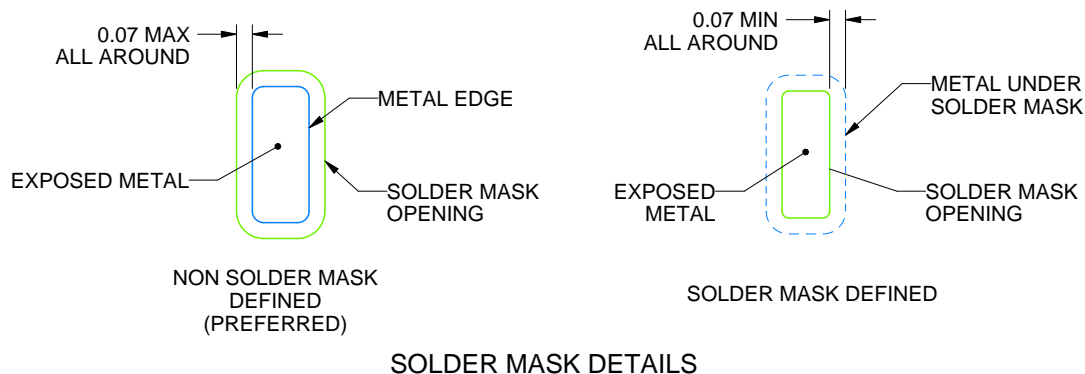 0.07 MAX
ALL AROUND
METAL EDGE
EXPOSED METAL
SOLDER MASK
OPENING
NON SOLDER MASK
DEFINED
(PREFERRED)
0.07 MIN
ALL AROUND
METAL UNDER
SOLDER MASK
EXPOSED
METAL
SOLDER MASK
OPENING
SOLDER MASK DEFINED
SOLDER MASK DETAILS